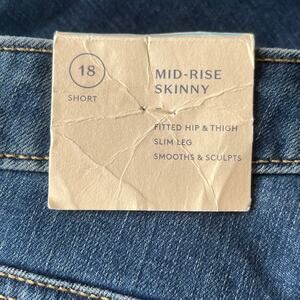 18
SHORT
MID-RISE
SKINNY
FITTED HIP & THIGH
SLIM LEG
SMOOTHS & SCULPTS